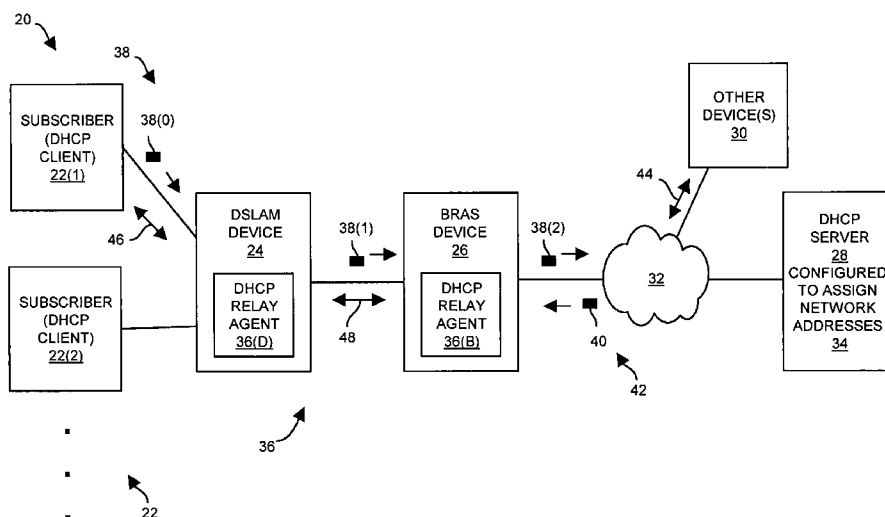 20
38
SUBSCRIBER
(DHCP
CLIENT)
22(1)
38(0)
46
SUBSCRIBER
(DHCP
CLIENT)
22(2)
22
DSLAM
DEVICE
24
DHCP
RELAY
AGENT
36(D)
38(1)
48
36
BRAS
DEVICE
26
DHCP
RELAY
AGENT
36(B)
38(2)
40
42
32
44
OTHER
DEVICE(S)
30
DHCP
SERVER
28
CONFIGURED
TO ASSIGN
NETWORK
ADDRESSES
34